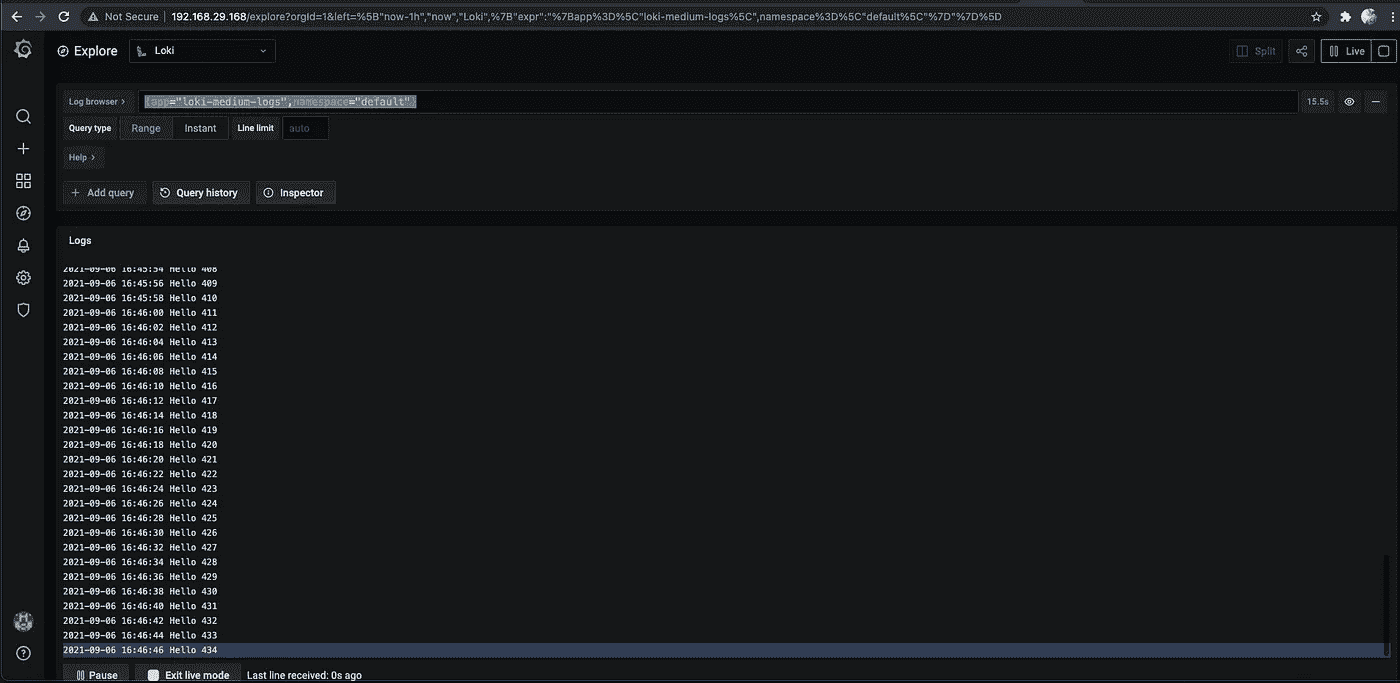 Not Secure | 192.168.29.168/explore?orgId=1&left=%5B"now-1h","now","Loki",%7B"expr":"%7Bapp%3D%5C"loki-medium-logs%5C",namespace%3D%5C"default%5C"%7D"%7D%5D
Explore Loki Split Live
Log browser > {app="loki-medium-logs",namespace="default"} 15.5s
Query type Range Instant Line limit auto
Help >
+ Add query Query history Inspector
Logs
2021-09-06 16:45:54 Hello 408
2021-09-06 16:45:56 Hello 409
2021-09-06 16:45:58 Hello 410
2021-09-06 16:46:00 Hello 411
2021-09-06 16:46:02 Hello 412
2021-09-06 16:46:04 Hello 413
2021-09-06 16:46:06 Hello 414
2021-09-06 16:46:08 Hello 415
2021-09-06 16:46:10 Hello 416
2021-09-06 16:46:12 Hello 417
2021-09-06 16:46:14 Hello 418
2021-09-06 16:46:16 Hello 419
2021-09-06 16:46:18 Hello 420
2021-09-06 16:46:20 Hello 421
2021-09-06 16:46:22 Hello 422
2021-09-06 16:46:24 Hello 423
2021-09-06 16:46:26 Hello 424
2021-09-06 16:46:28 Hello 425
2021-09-06 16:46:30 Hello 426
2021-09-06 16:46:32 Hello 427
2021-09-06 16:46:34 Hello 428
2021-09-06 16:46:36 Hello 429
2021-09-06 16:46:38 Hello 430
2021-09-06 16:46:40 Hello 431
2021-09-06 16:46:42 Hello 432
2021-09-06 16:46:44 Hello 433
2021-09-06 16:46:46 Hello 434
Pause Exit live mode Last line received: 0s ago